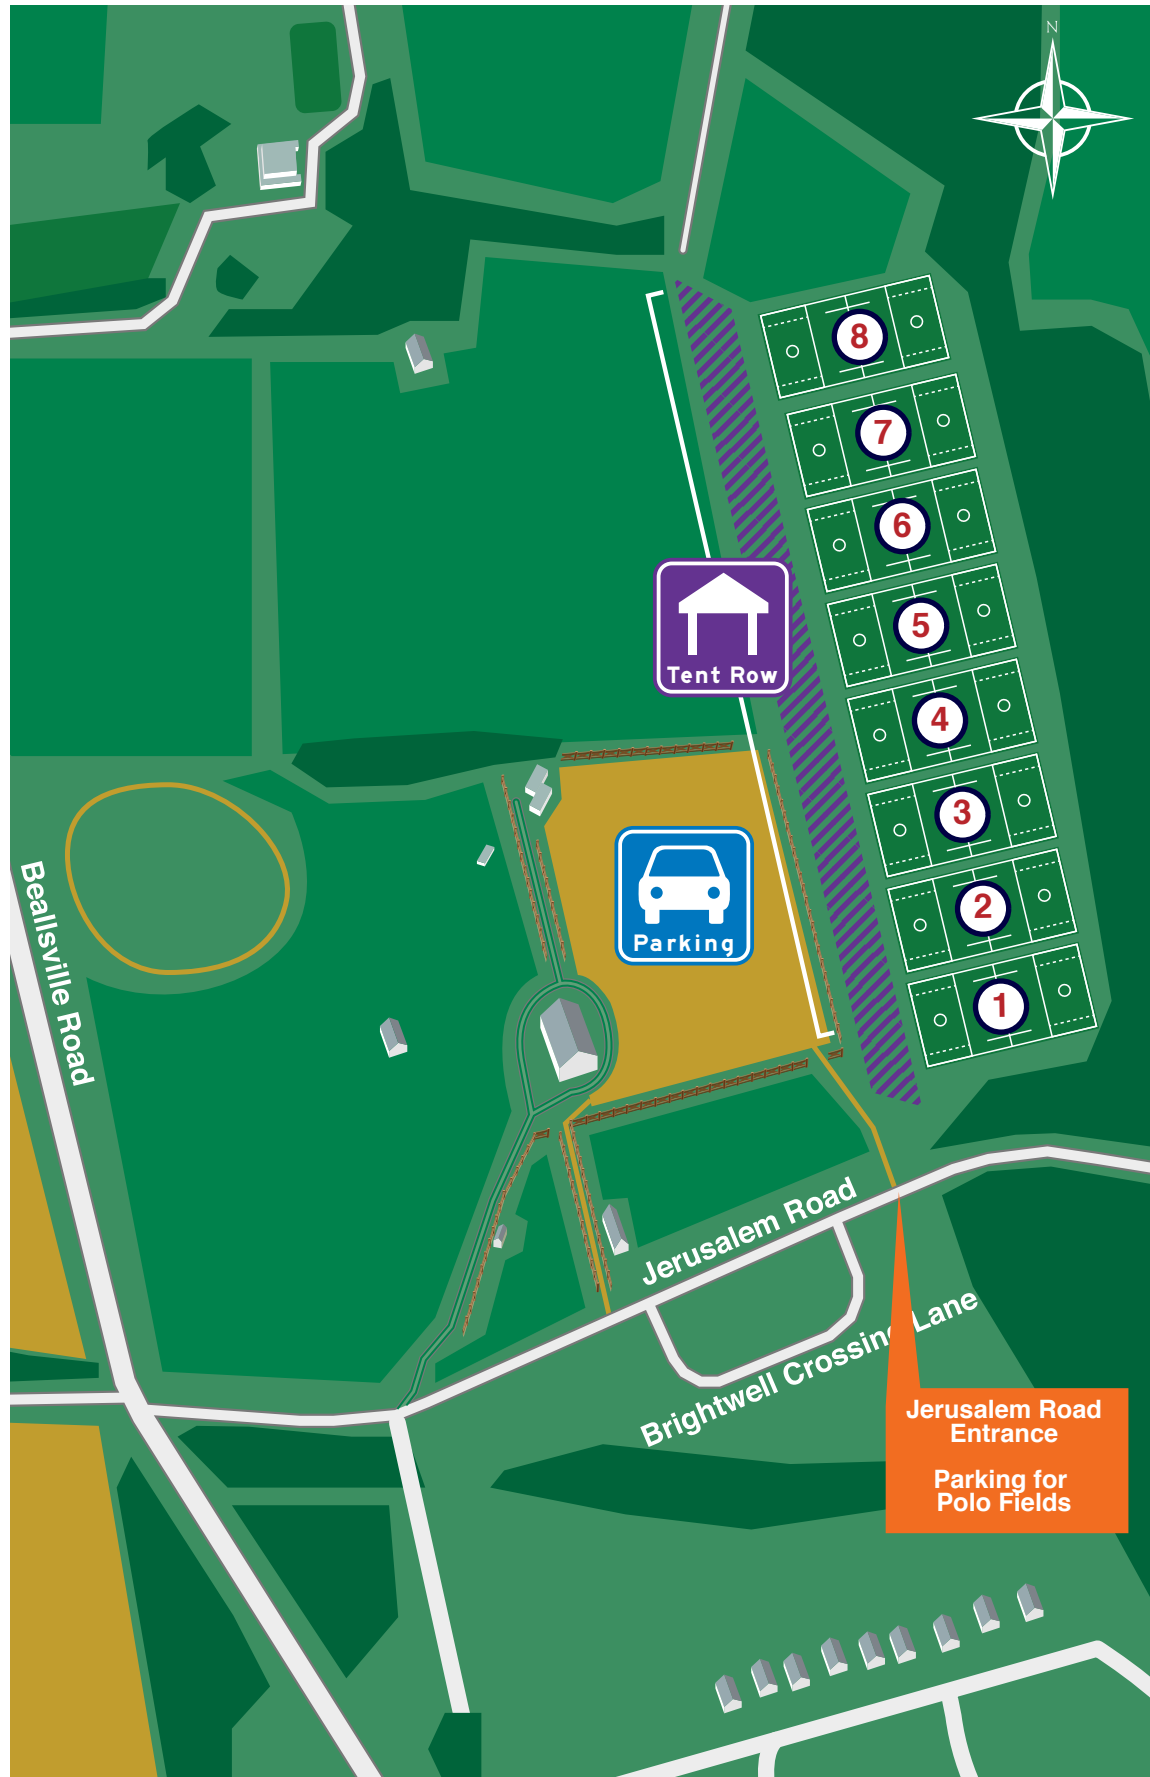 N
8
7
6
5
Tent Row
4
3
Beallsville Road
2
Parking
1
Jerusalem Road
Brightwell Crossing Lane
Jerusalem Road
Entrance
Parking for
Polo Fields